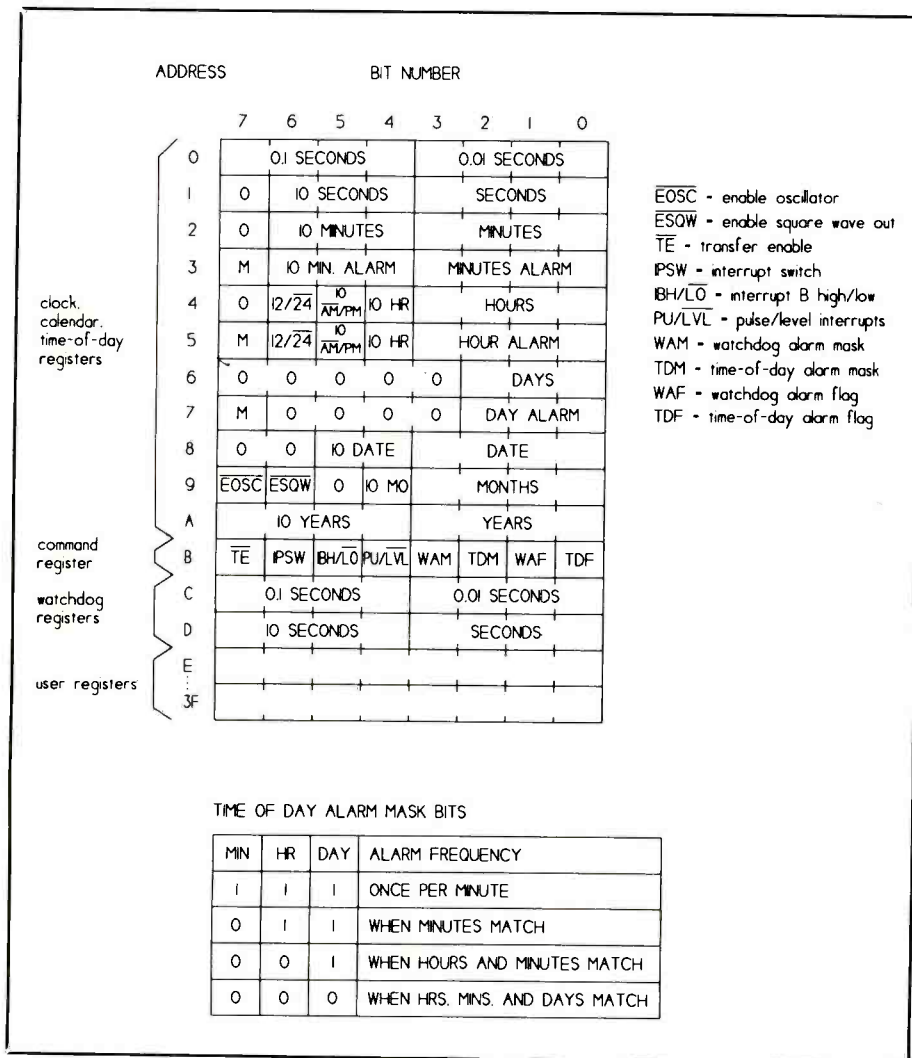 ADDRESS BIT NUMBER
7 6 5 4 3 2 1 0
0 0.1 SECONDS 0.01 SECONDS
1 0 10 SECONDS SECONDS
2 0 10 MINUTES MINUTES
3 M 10 MIN. ALARM MINUTES ALARM
4 0 12/24 10 AM/PM 10 HR HOURS
5 M 12/24 10 AM/PM 10 HR HOUR ALARM
6 0 0 0 0 0 DAYS
7 M 0 0 0 0 DAY ALARM
8 0 0 10 DATE DATE
9 EOSC ESQW 0 10 MO MONTHS
A 10 YEARS YEARS
B TE IPSW IBH/LO PU/LVL WAM TDM WAF TDF
C 0.1 SECONDS 0.01 SECONDS
D 10 SECONDS SECONDS
E
⋮
3F
clock,
calendar,
time-of-day
registers
command
register
watchdog
registers
user registers
EOSC - enable oscillator
ESQW - enable square wave out
TE - transfer enable
IPSW - interrupt switch
IBH/LO - interrupt B high/low
PU/LVL - pulse/level interrupts
WAM - watchdog alarm mask
TDM - time-of-day alarm mask
WAF - watchdog alarm flag
TDF - time-of-day alarm flag
TIME OF DAY ALARM MASK BITS
MIN HR DAY ALARM FREQUENCY
1 1 1 ONCE PER MINUTE
0 1 1 WHEN MINUTES MATCH
0 0 1 WHEN HOURS AND MINUTES MATCH
0 0 0 WHEN HRS. MINS. AND DAYS MATCH